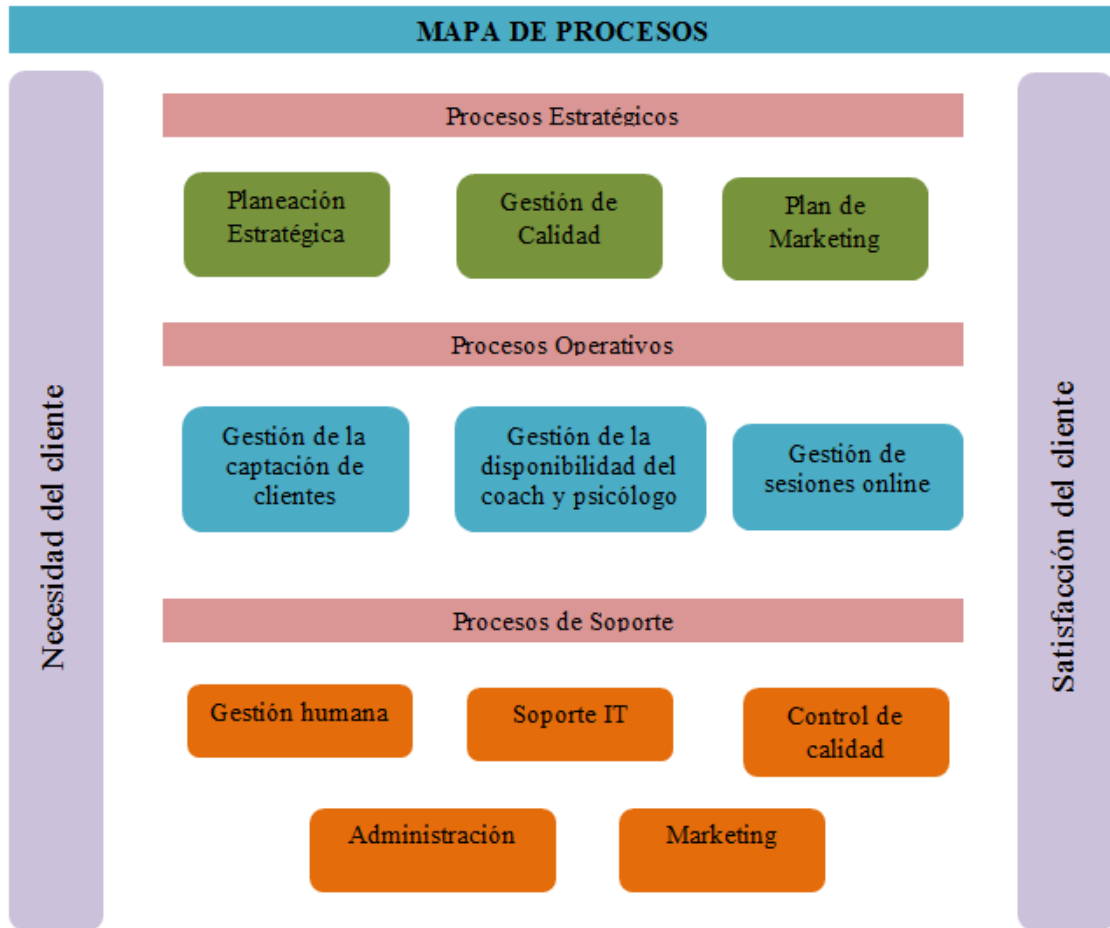 MAPA DE PROCESOS
Necesidad del cliente
Procesos Estratégicos
Planeación
Estratégica
Gestión de
Calidad
Plan de
Marketing
Procesos Operativos
Gestión de la
captación de
clientes
Gestión de la
disponibilidad del
coach y psicólogo
Gestión de
sesiones online
Procesos de Soporte
Gestión humana
Soporte IT
Control de
calidad
Administración
Marketing
Satisfacción del cliente